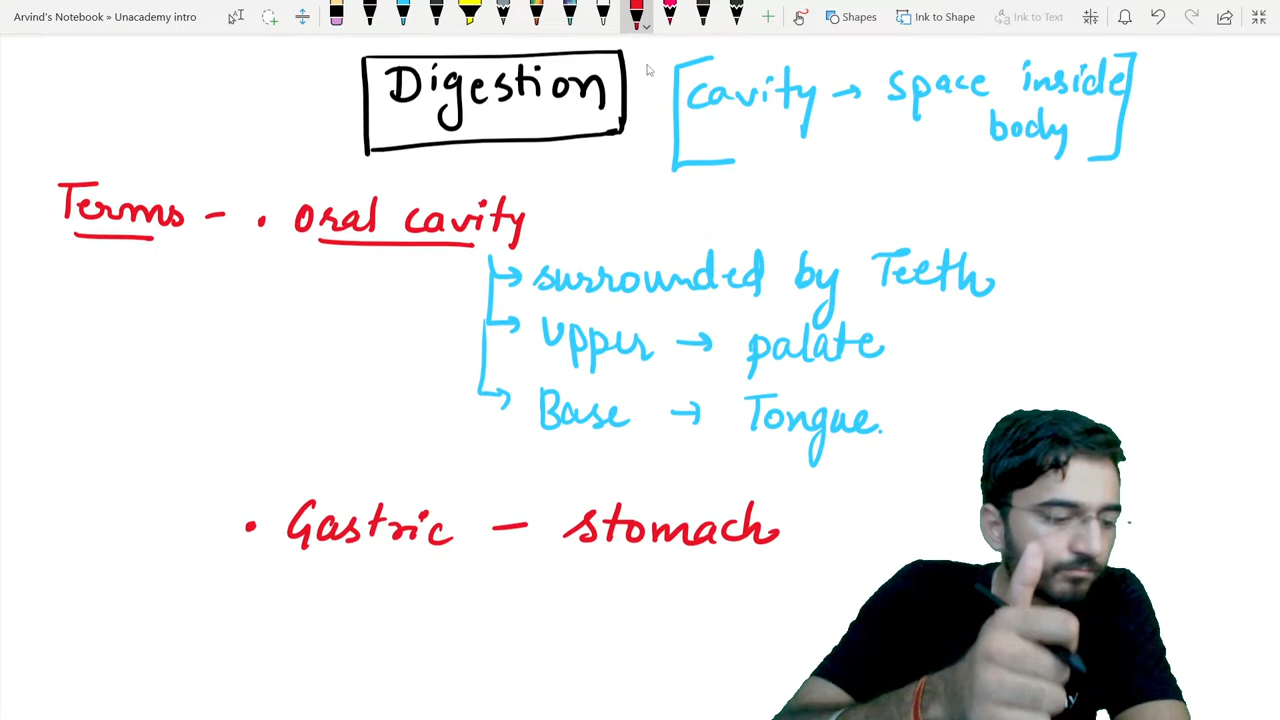 Arvind's Notebook » Unacademy intro
Shapes
Ink to Shape
Ink to Text
Digestion
[cavity → space inside
body]
Terms - • Oral cavity
→ surrounded by Teeth
→ Upper → palate
→ Base → Tongue.
• Gastric - stomach